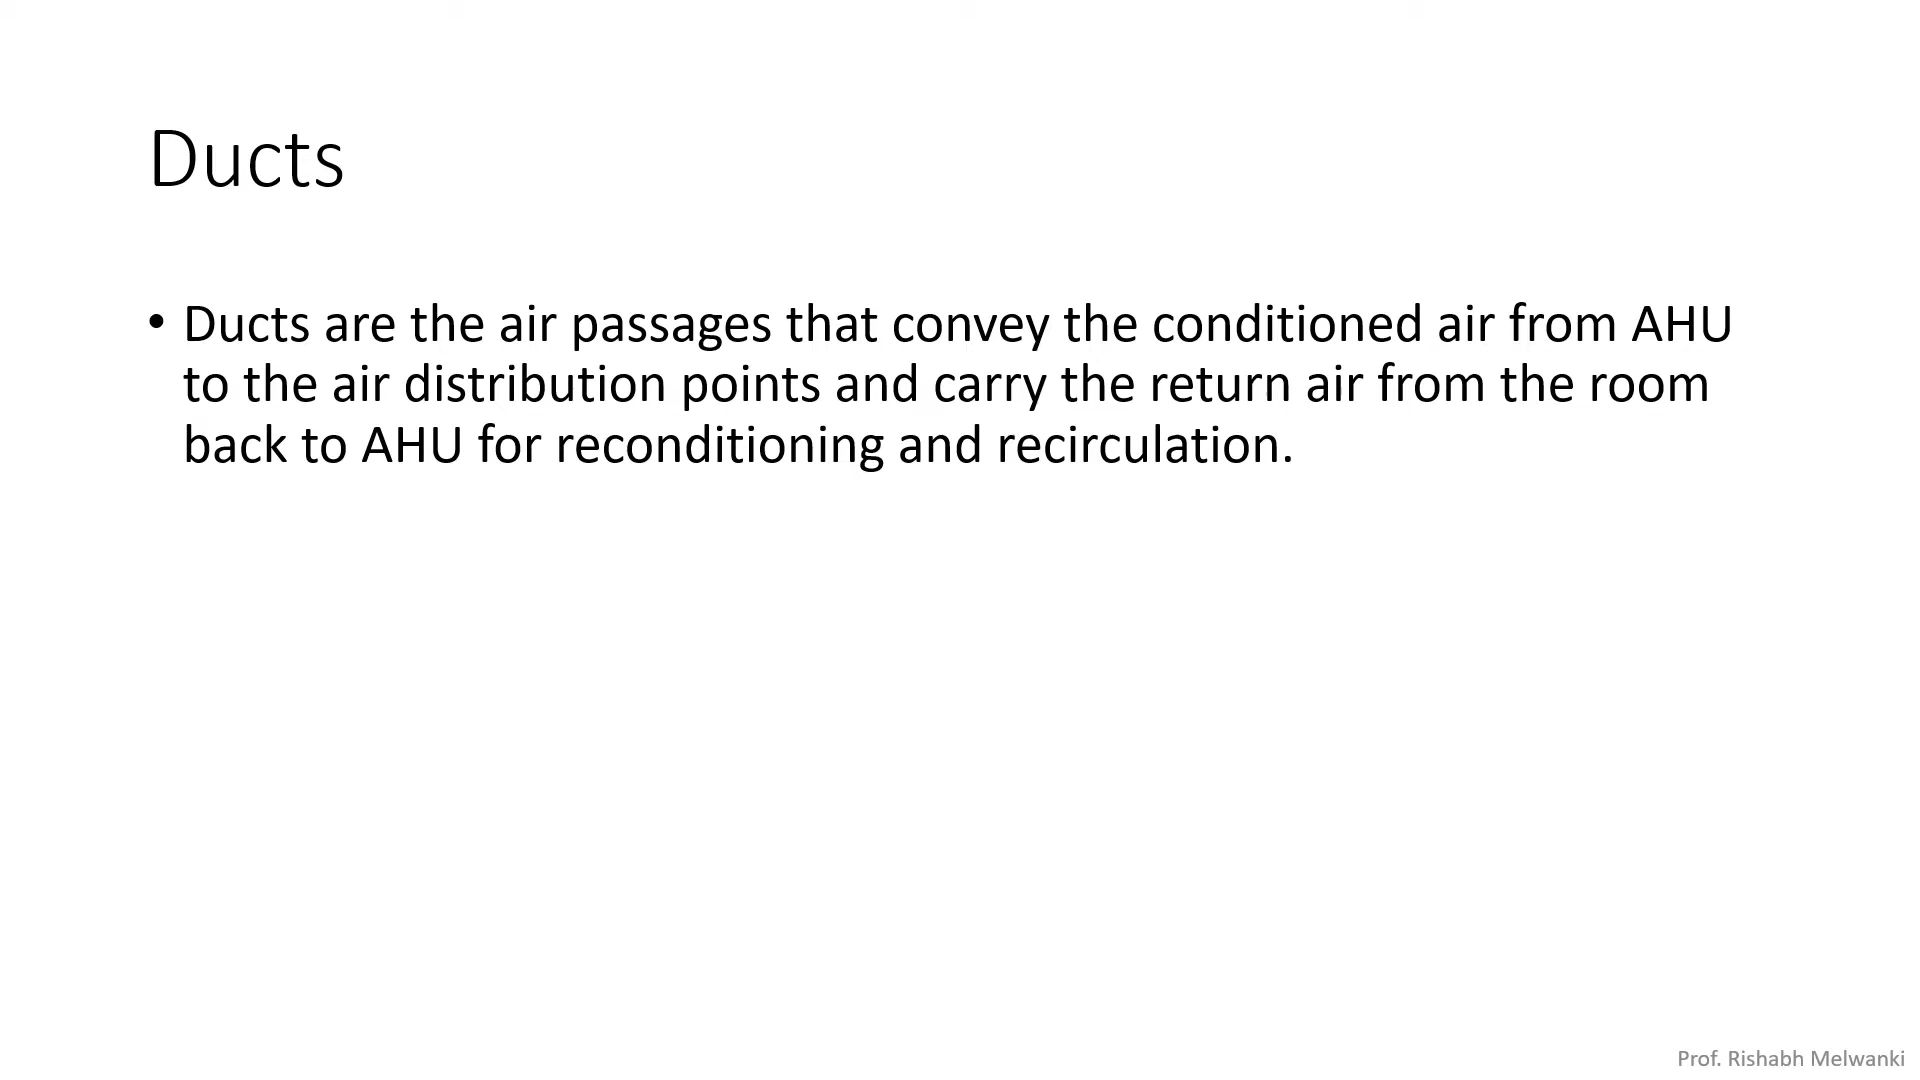 Ducts
• Ducts are the air passages that convey the conditioned air from AHU
to the air distribution points and carry the return air from the room
back to AHU for reconditioning and recirculation.
Prof. Rishabh Melwanki